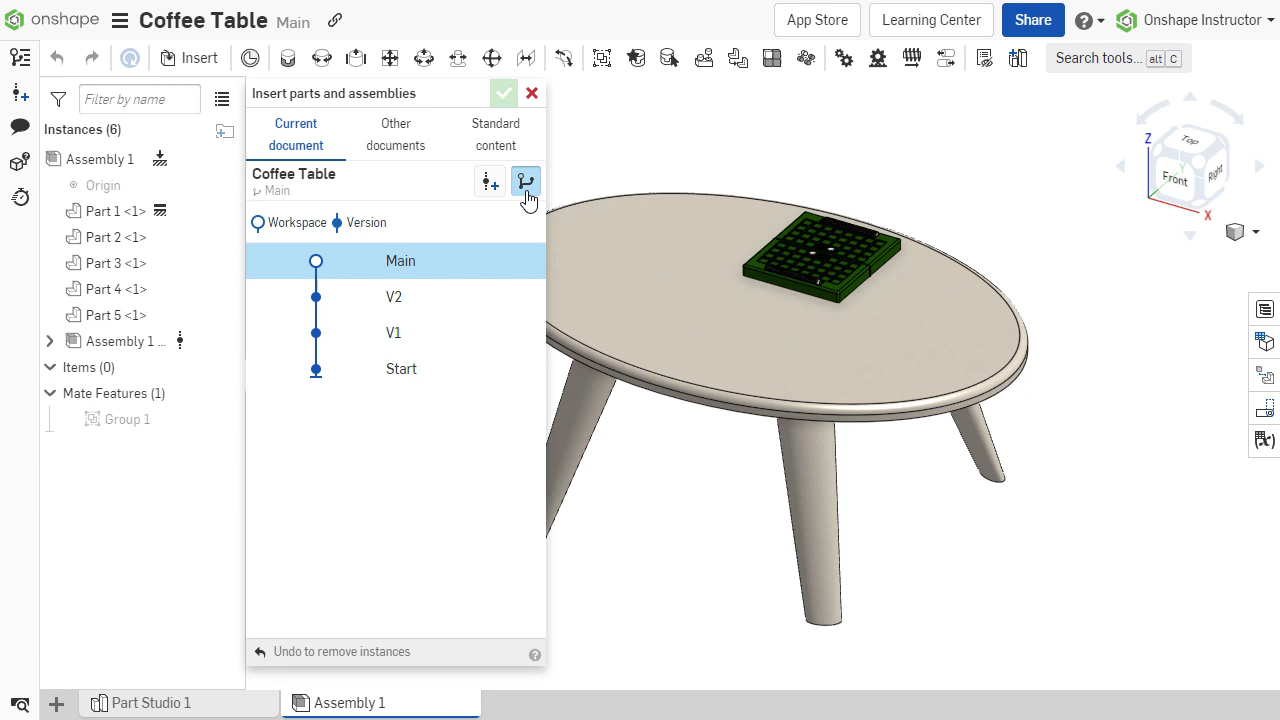 onshape Coffee Table Main App Store Learning Center Share Onshape Instructor
Insert Search tools... alt C
Filter by name
Instances (6)
Assembly 1
Origin
Part 1 <1>
Part 2 <1>
Part 3 <1>
Part 4 <1>
Part 5 <1>
Assembly 1 ...
Items (0)
Mate Features (1)
Group 1
Insert parts and assemblies
Current document
Other documents
Standard content
Coffee Table
Main
Workspace Version
Main
V2
V1
Start
Undo to remove instances
Z
Top
Y
Front
Right
X
Part Studio 1
Assembly 1